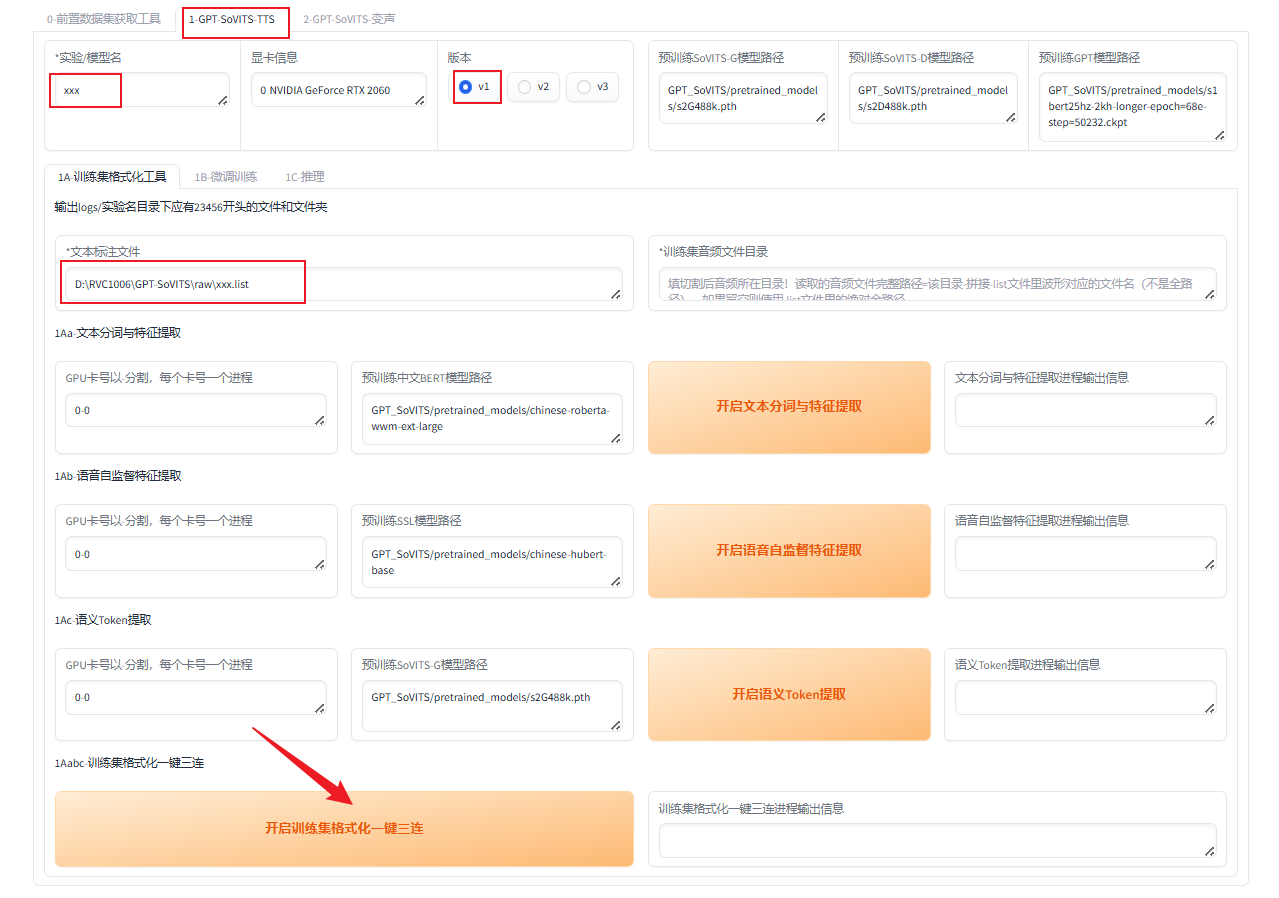 0-前置数据集获取工具
1-GPT-SoVITS-TTS
2-GPT-SoVITS-变声
*实验/模型名
xxx
显卡信息
0 NVIDIA GeForce RTX 2060
版本
v1
v2
v3
预训练SoVITS-G模型路径
GPT_SoVITS/pretrained_model
s/s2G488k.pth
预训练SoVITS-D模型路径
GPT_SoVITS/pretrained_model
s/s2D488k.pth
预训练GPT模型路径
GPT_SoVITS/pretrained_models/s1
bert25hz-2kh-longer-epoch=68e-
step=50232.ckpt
1A-训练集格式化工具
1B-微调训练
1C-推理
输出logs/实验名目录下应有23456开头的文件和文件夹
*文本标注文件
D:\RVC1006\GPT-SoVITS\raw\xxx.list
*训练集音频文件目录
填切割后音频所在目录！读取的音频文件完整路径=该目录-拼接-list文件里波形对应的文件名（不是全路
径）。如果留空则使用.list文件里的绝对全路径
1Aa-文本分词与特征提取
GPU卡号以-分割，每个卡号一个进程
0-0
预训练中文BERT模型路径
GPT_SoVITS/pretrained_models/chinese-roberta-
wwm-ext-large
开启文本分词与特征提取
文本分词与特征提取进程输出信息
1Ab-语音自监督特征提取
GPU卡号以-分割，每个卡号一个进程
0-0
预训练SSL模型路径
GPT_SoVITS/pretrained_models/chinese-hubert-
base
开启语音自监督特征提取
语音自监督特征提取进程输出信息
1Ac-语义Token提取
GPU卡号以-分割，每个卡号一个进程
0-0
预训练SoVITS-G模型路径
GPT_SoVITS/pretrained_models/s2G488k.pth
开启语义Token提取
语义Token提取进程输出信息
1Aabc-训练集格式化一键三连
开启训练集格式化一键三连
训练集格式化一键三连进程输出信息